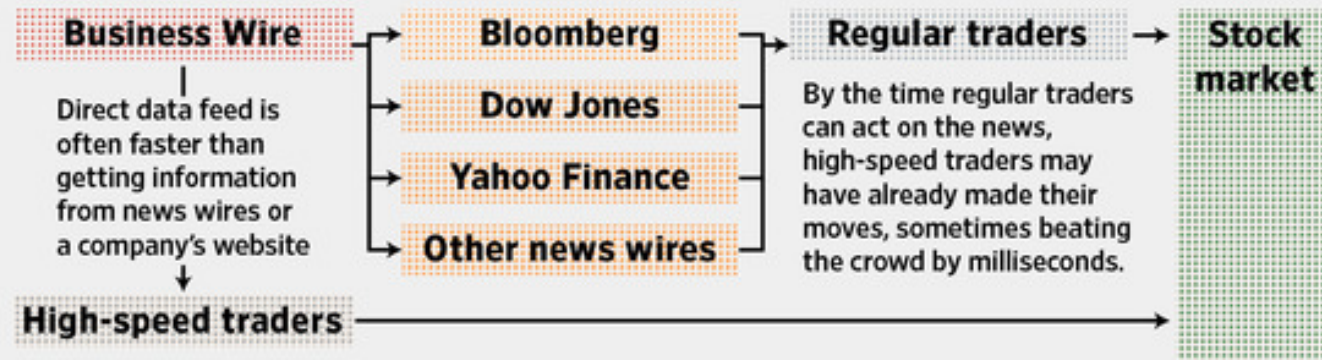 Business Wire
Direct data feed is
often faster than
getting information
from news wires or
a company's website
High-speed traders
Bloomberg
Dow Jones
Yahoo Finance
Other news wires
Regular traders
By the time regular traders
can act on the news,
high-speed traders may
have already made their
moves, sometimes beating
the crowd by milliseconds.
Stock
market